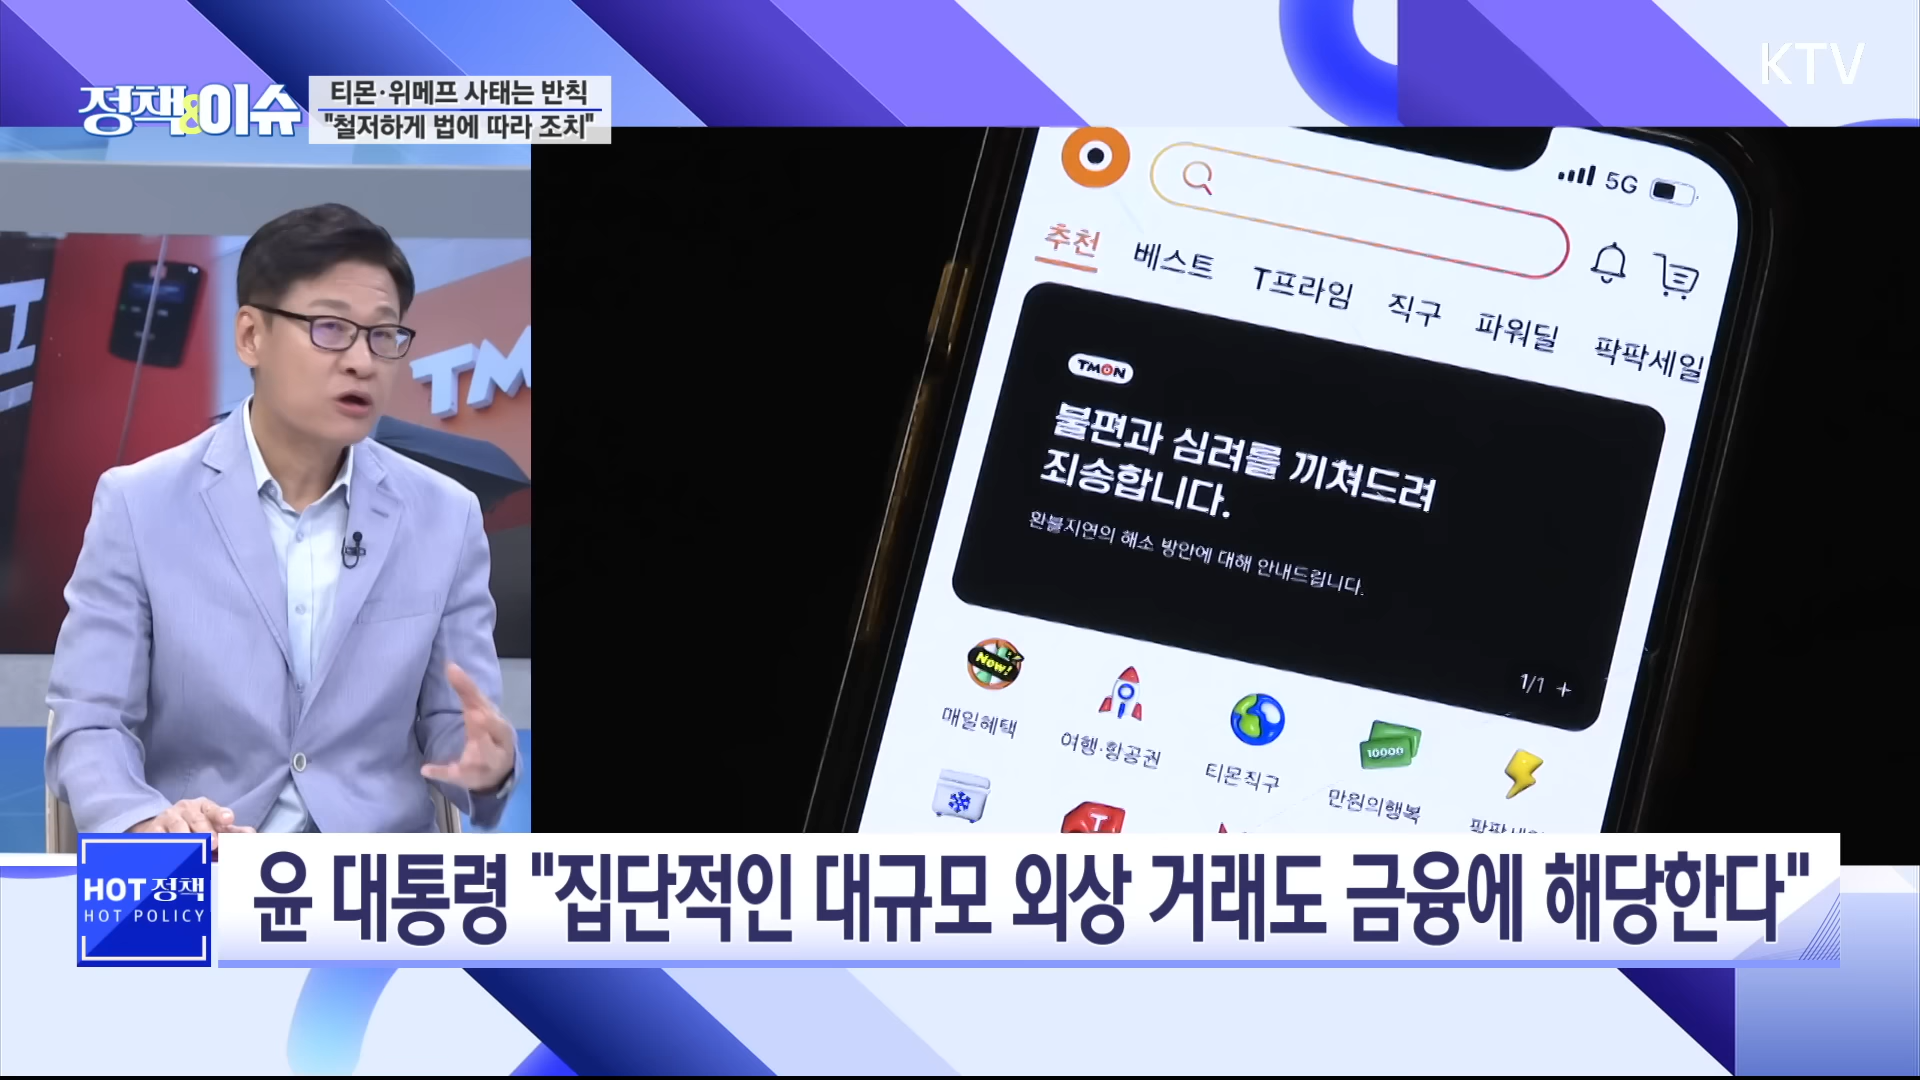 KTV
정책&이슈
티몬·위메프 사태는 반칙
"철저하게 법에 따라 조치"
5G
추천 베스트 T프라임 직구 파워딜 팍팍세일
TMON
불편과 심려를 끼쳐드려
죄송합니다.
환불지연의 해소 방안에 대해 안내드립니다.
1/1 +
Now!
10000
매일혜택 여행·항공권 티몬직구 만원의행복
T
TM
HOT 정책
HOT POLICY
윤 대통령 "집단적인 대규모 외상 거래도 금융에 해당한다"